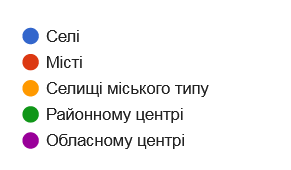 Селі
Місті
Селищі міського типу
Районному центрі
Обласному центрі